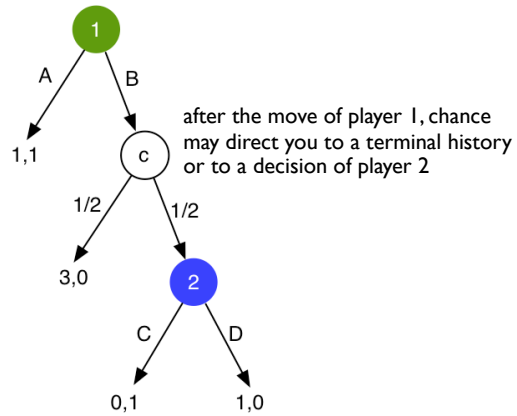 1
A
B
after the move of player 1, chance
may direct you to a terminal history
or to a decision of player 2
1,1
c
1/2
1/2
3,0
2
C
D
0,1
1,0